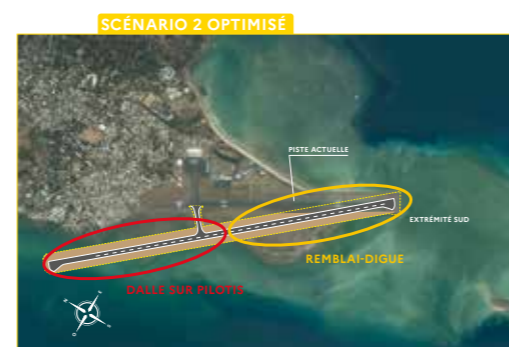 SCÉNARIO 2 OPTIMISÉ
PISTE ACTUELLE
EXTRÉMITÉ SUD
REMBLAI-DIGUE
DALLE SUR PILOTIS